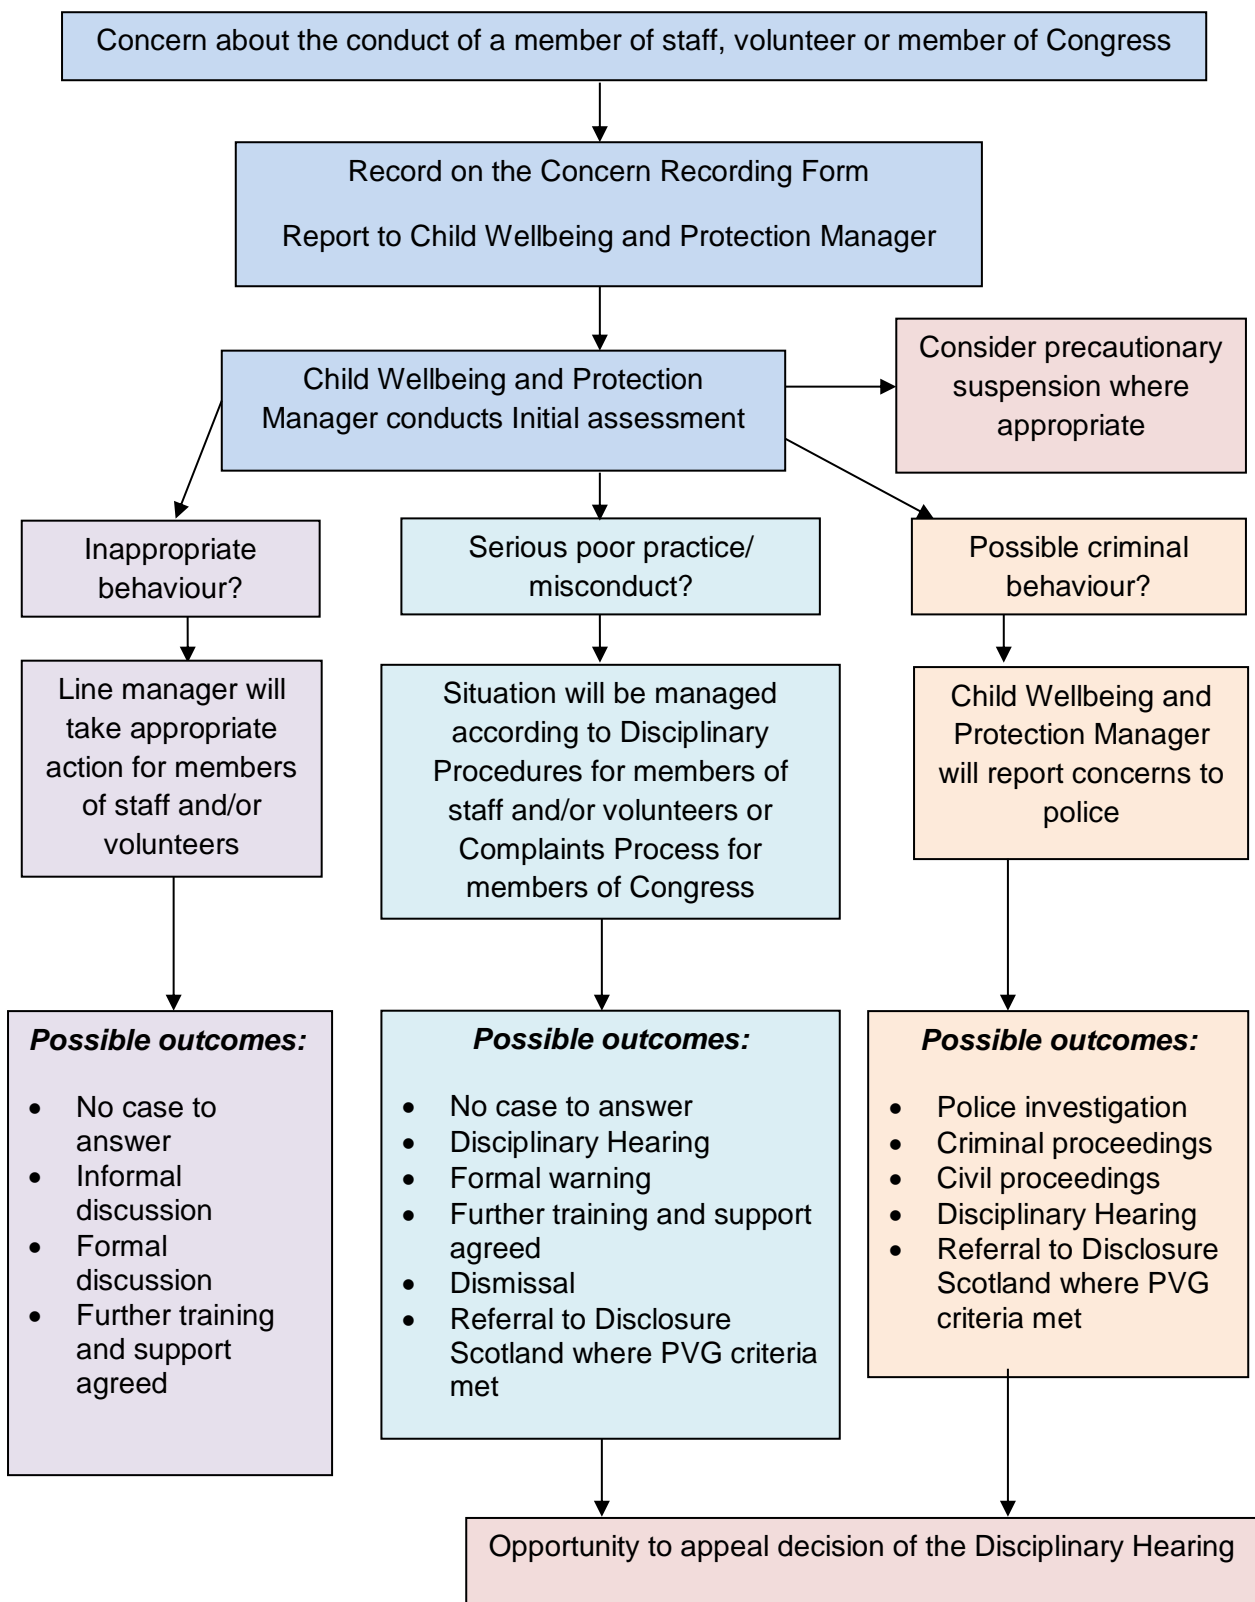 Concern about the conduct of a member of staff, volunteer or member of Congress
Record on the Concern Recording Form
Report to Child Wellbeing and Protection Manager
Child Wellbeing and Protection
Manager conducts Initial assessment
Consider precautionary
suspension where
appropriate
Inappropriate
behaviour?
Serious poor practice/
misconduct?
Possible criminal
behaviour?
Line manager will
take appropriate
action for members
of staff and/or
volunteers
Situation will be managed
according to Disciplinary
Procedures for members of
staff and/or volunteers or
Complaints Process for
members of Congress
Child Wellbeing and
Protection Manager
will report concerns to
police
Possible outcomes:
• No case to
answer
• Informal
discussion
• Formal
discussion
• Further training
and support
agreed
Possible outcomes:
• No case to answer
• Disciplinary Hearing
• Formal warning
• Further training and support
agreed
• Dismissal
• Referral to Disclosure
Scotland where PVG criteria
met
Possible outcomes:
• Police investigation
• Criminal proceedings
• Civil proceedings
• Disciplinary Hearing
• Referral to Disclosure
Scotland where PVG
criteria met
Opportunity to appeal decision of the Disciplinary Hearing